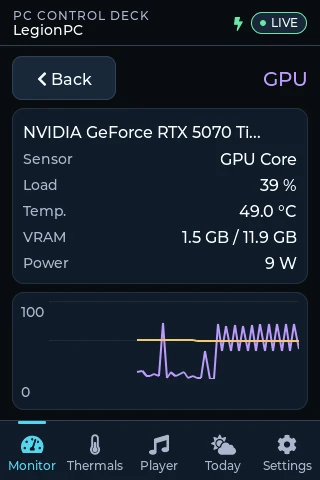 PC CONTROL DECK
LegionPC
LIVE
Back
GPU
NVIDIA GeForce RTX 5070 Ti...
Sensor GPU Core
Load 39 %
Temp. 49.0 °C
VRAM 1.5 GB / 11.9 GB
Power 9 W
100
0
Monitor Thermals Player Today Settings